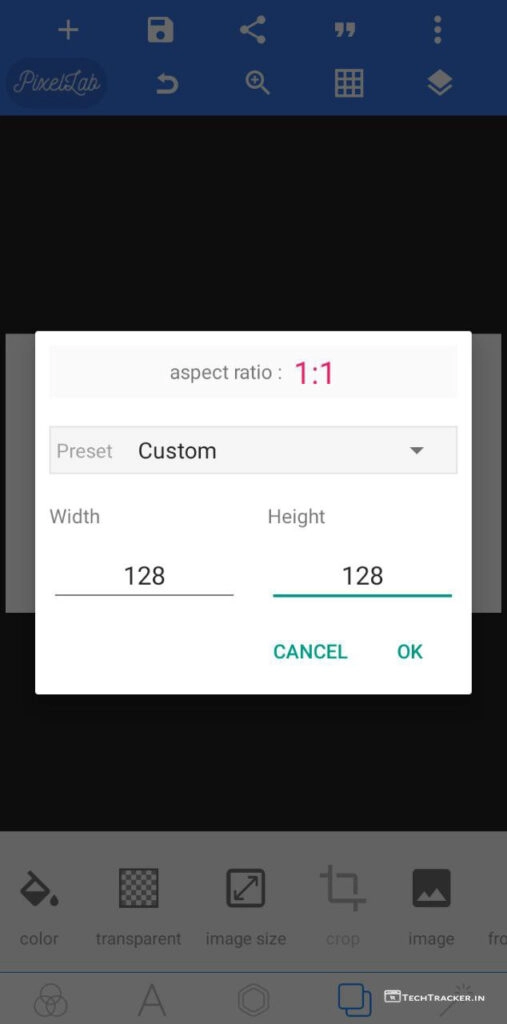 PixelLab
aspect ratio : 1:1
Preset Custom
Width Height
128 128
CANCEL OK
color transparent image size crop image fro
TECHTRACKER.IN